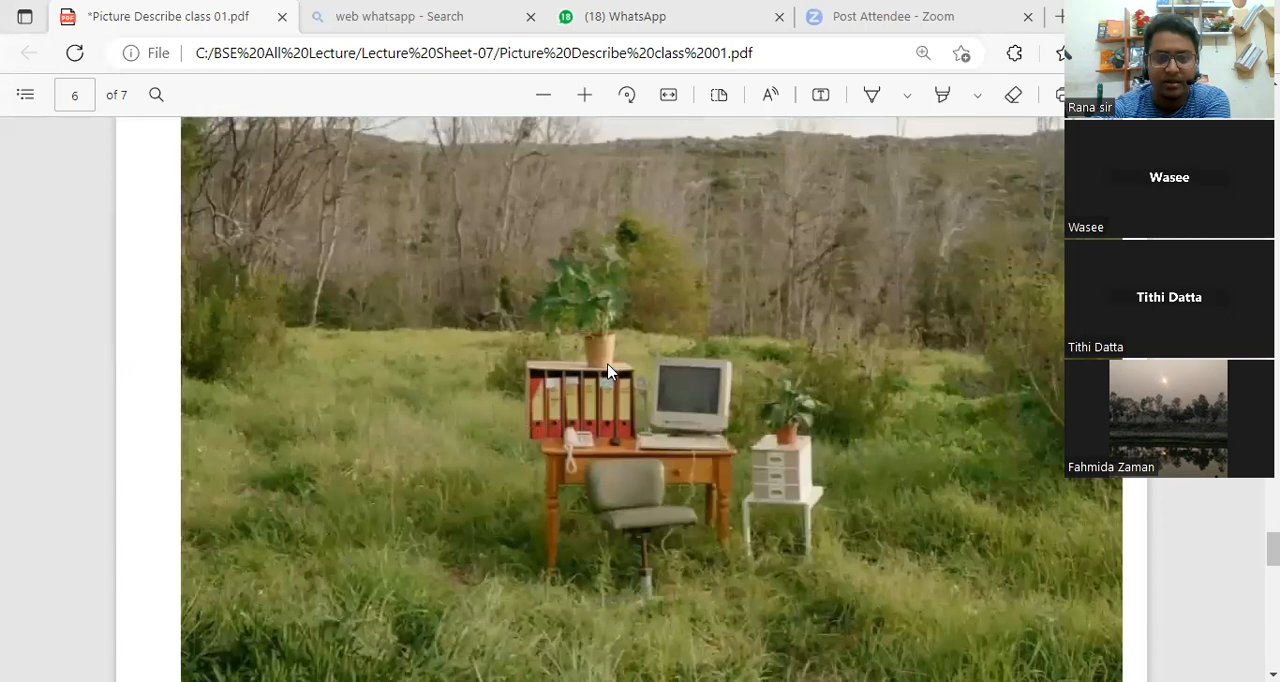 *Picture Describe class 01.pdf
web whatsapp - Search
18
(18) WhatsApp
Z
Post Attendee - Zoom
PDF
File
C:/BSE%20All%20Lecture/Lecture%20Sheet-07/Picture%20Describe%20class%2001.pdf
6
of 7
Rana sir
Wasee
Wasee
Tithi Datta
Tithi Datta
Fahmida Zaman